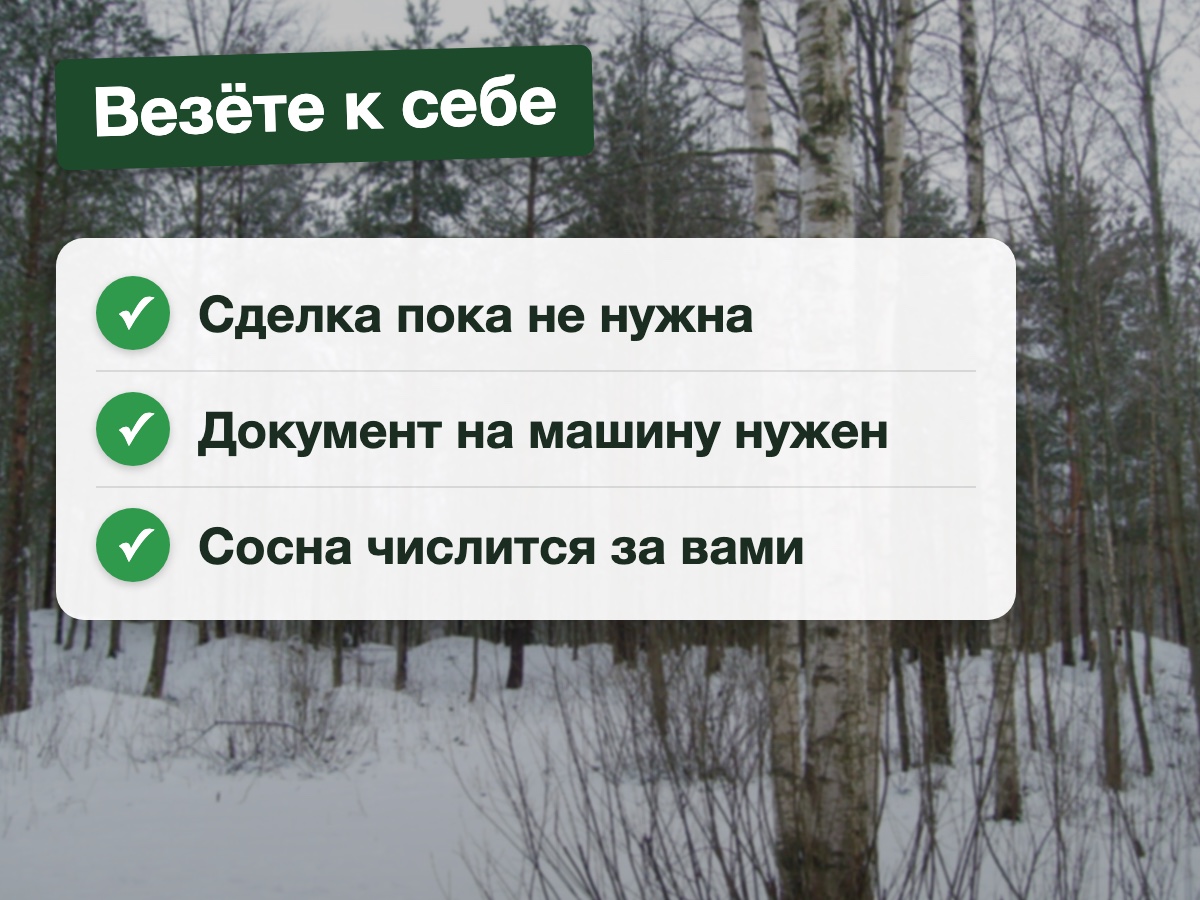 Везёте к себе
Сделка пока не нужна
Документ на машину нужен
Сосна числится за вами